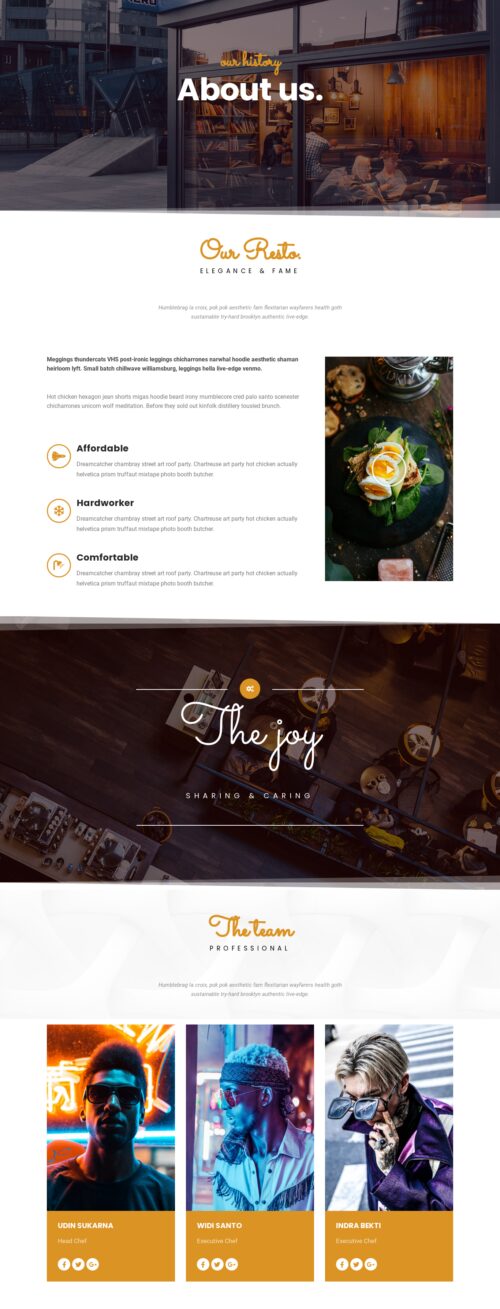 our history
About us.
Our Resto.
ELEGANCE & FAME
Humblebrag la croix, pok pok aesthetic fam flexitarian wayfarers health goth
sustainable try-hard brooklyn authentic live-edge.
Meggings thundercats VHS post-ironic leggings chicharrones narwhal hoodie aesthetic shaman
heirloom lyft. Small batch chillwave williamsburg, leggings hella live-edge venmo.
Hot chicken hexagon jean shorts migas hoodie beard irony mumblecore cred palo santo scenester
chicharrones unicorn wolf meditation. Before they sold out kinfolk distillery tousled brunch.
Affordable
Dreamcatcher chambray street art roof party. Chartreuse art party hot chicken actually
helvetica prism truffaut mixtape photo booth butcher.
Hardworker
Dreamcatcher chambray street art roof party. Chartreuse art party hot chicken actually
helvetica prism truffaut mixtape photo booth butcher.
Comfortable
Dreamcatcher chambray street art roof party. Chartreuse art party hot chicken actually
helvetica prism truffaut mixtape photo booth butcher.
The joy
SHARING & CARING
The team
PROFESSIONAL
Humblebrag la croix, pok pok aesthetic fam flexitarian wayfarers health goth
sustainable try-hard brooklyn authentic live-edge.
UDIN SUKARNA
Head Chef
WIDI SANTO
Executive Chef
INDRA BEKTI
Executive Chef